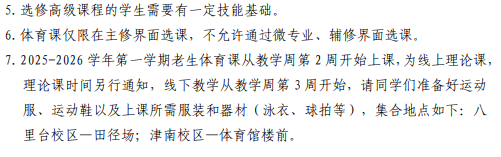 5. 选修高级课程的学生需要有一定技能基础。
6. 体育课仅限在主修界面选课，不允许通过微专业、辅修界面选课。
7. 2025-2026 学年第一学期老生体育课从教学周第 2 周开始上课，为线上理论课，
理论课时间另行通知，线下教学从教学周第 3 周开始，请同学们准备好运动
服、运动鞋以及上课所需服装和器材（泳衣、球拍等），集合地点如下：八
里台校区—田径场；津南校区—体育馆楼前。